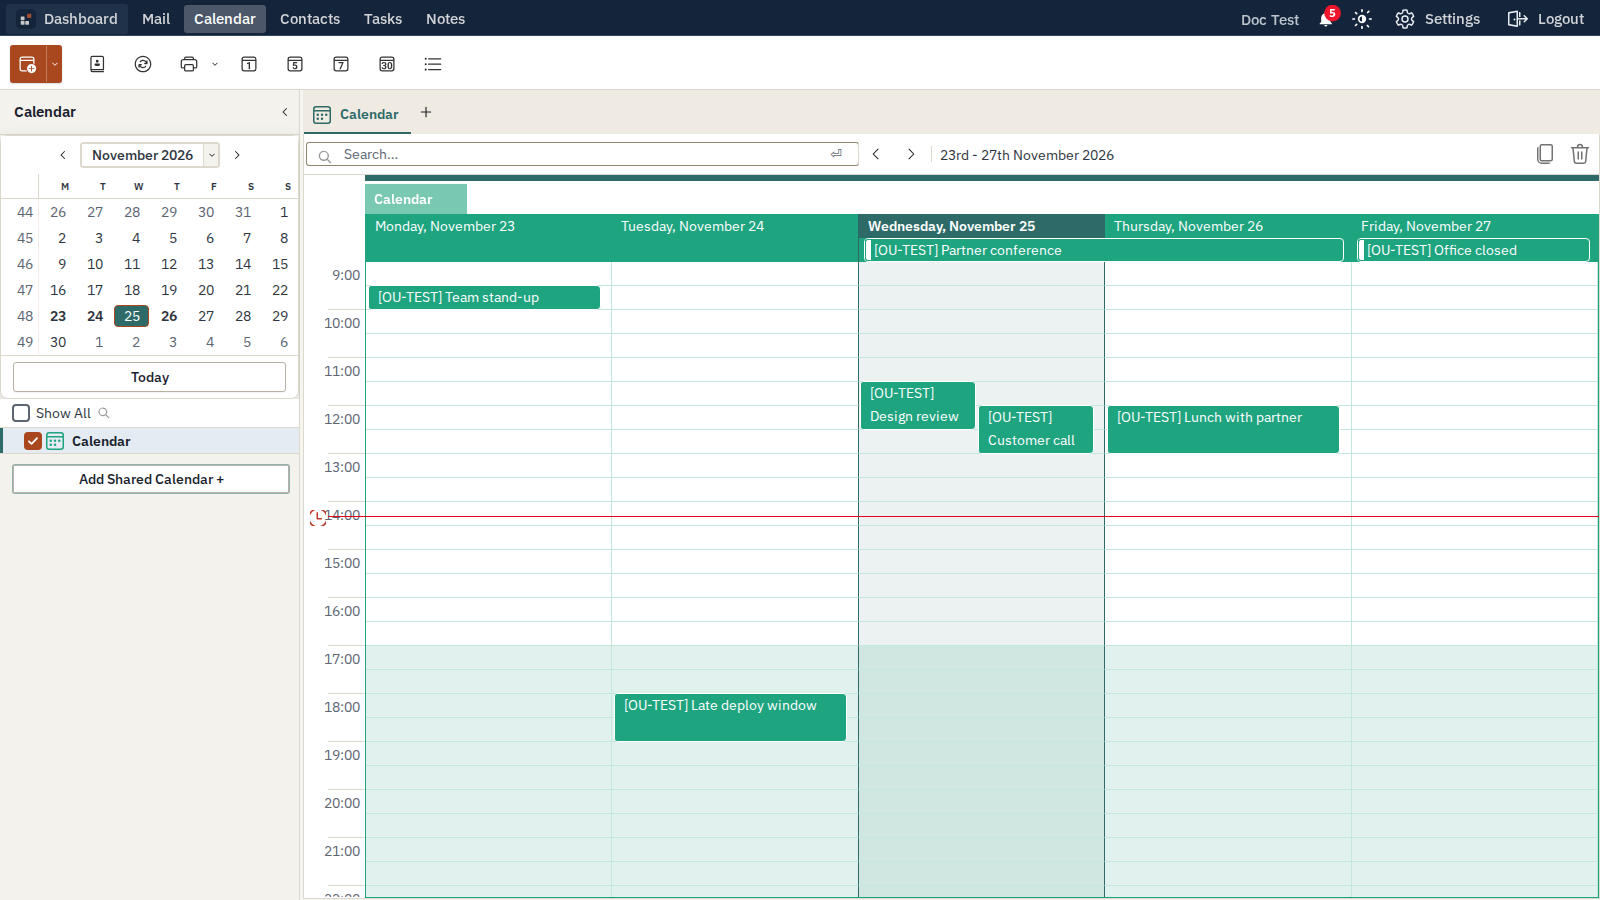 Dashboard
Mail
Calendar
Contacts
Tasks
Notes
Doc Test
5
Settings
Logout
1
5
7
30
Calendar
November 2026
M T W T F S S
44 26 27 28 29 30 31 1
45 2 3 4 5 6 7 8
46 9 10 11 12 13 14 15
47 16 17 18 19 20 21 22
48 23 24 25 26 27 28 29
49 30 1 2 3 4 5 6
Today
Show All
Calendar
Add Shared Calendar +
Calendar
+
Search...
23rd - 27th November 2026
Calendar
Monday, November 23
Tuesday, November 24
Wednesday, November 25
Thursday, November 26
Friday, November 27
[OU-TEST] Partner conference
[OU-TEST] Office closed
9:00
[OU-TEST] Team stand-up
10:00
11:00
[OU-TEST]
Design review
12:00
[OU-TEST]
Customer call
[OU-TEST] Lunch with partner
13:00
14:00
15:00
16:00
17:00
18:00
[OU-TEST] Late deploy window
19:00
20:00
21:00